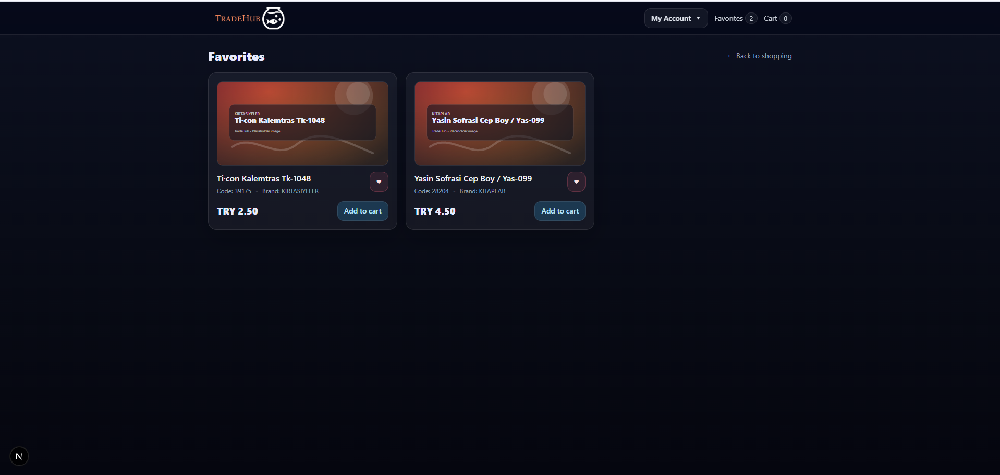 TradeHub
My Account ▼ Favorites 2 Cart 0
Favorites
← Back to shopping
KIRTASIYELER
Ti·con Kalemtras Tk-1048
TradeHub • Placeholder image
Ti·con Kalemtras Tk-1048
Code: 39175 • Brand: KIRTASIYELER
TRY 2.50
Add to cart
KITAPLAR
Yasin Sofrasi Cep Boy / Yas-099
TradeHub • Placeholder image
Yasin Sofrasi Cep Boy / Yas-099
Code: 28204 • Brand: KITAPLAR
TRY 4.50
Add to cart
N